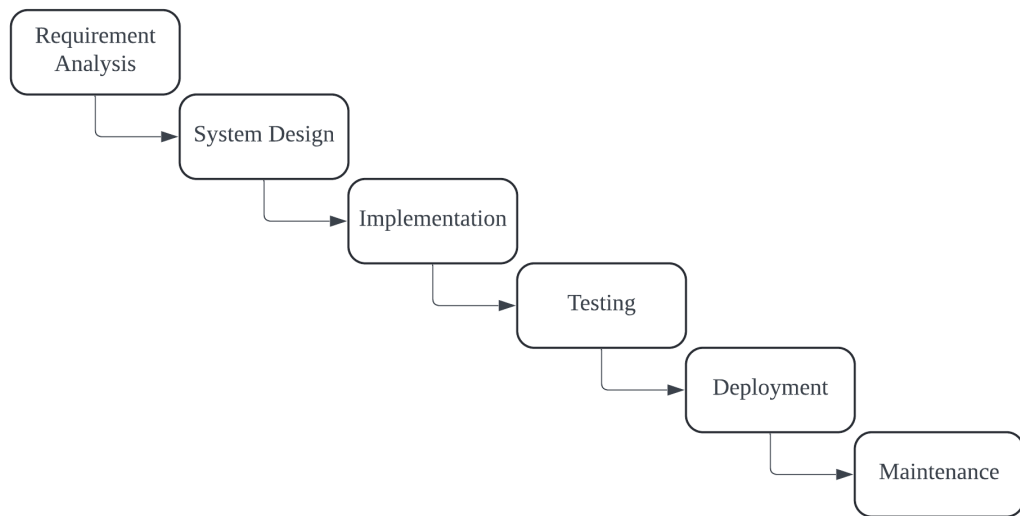 Requirement
Analysis
System Design
Implementation
Testing
Deployment
Maintenance